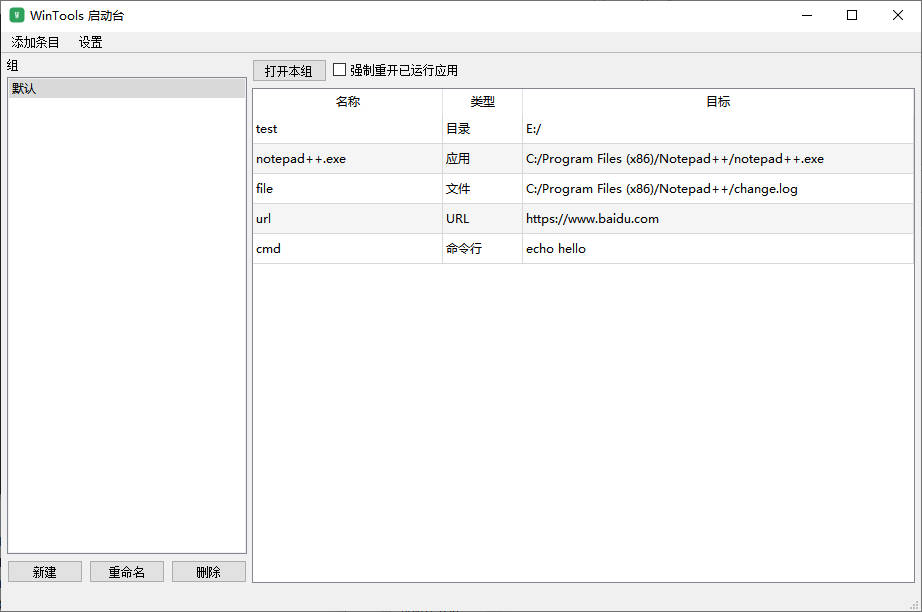 W WinTools 启动台
添加条目 设置
组
默认
新建 重命名 删除
打开本组 强制重开已运行应用
名称 类型 目标
test 目录 E:/
notepad++.exe 应用 C:/Program Files (x86)/Notepad++/notepad++.exe
file 文件 C:/Program Files (x86)/Notepad++/change.log
url URL https://www.baidu.com
cmd 命令行 echo hello